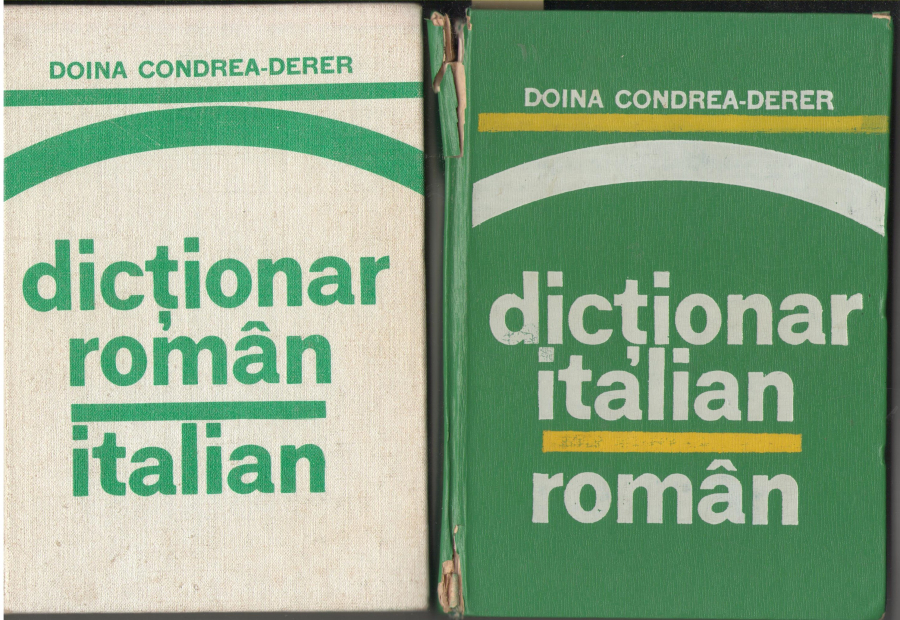 DOINA CONDREA-DERER
dicționar
român
italian
DOINA CONDREA-DERER
dicționar
italian
român